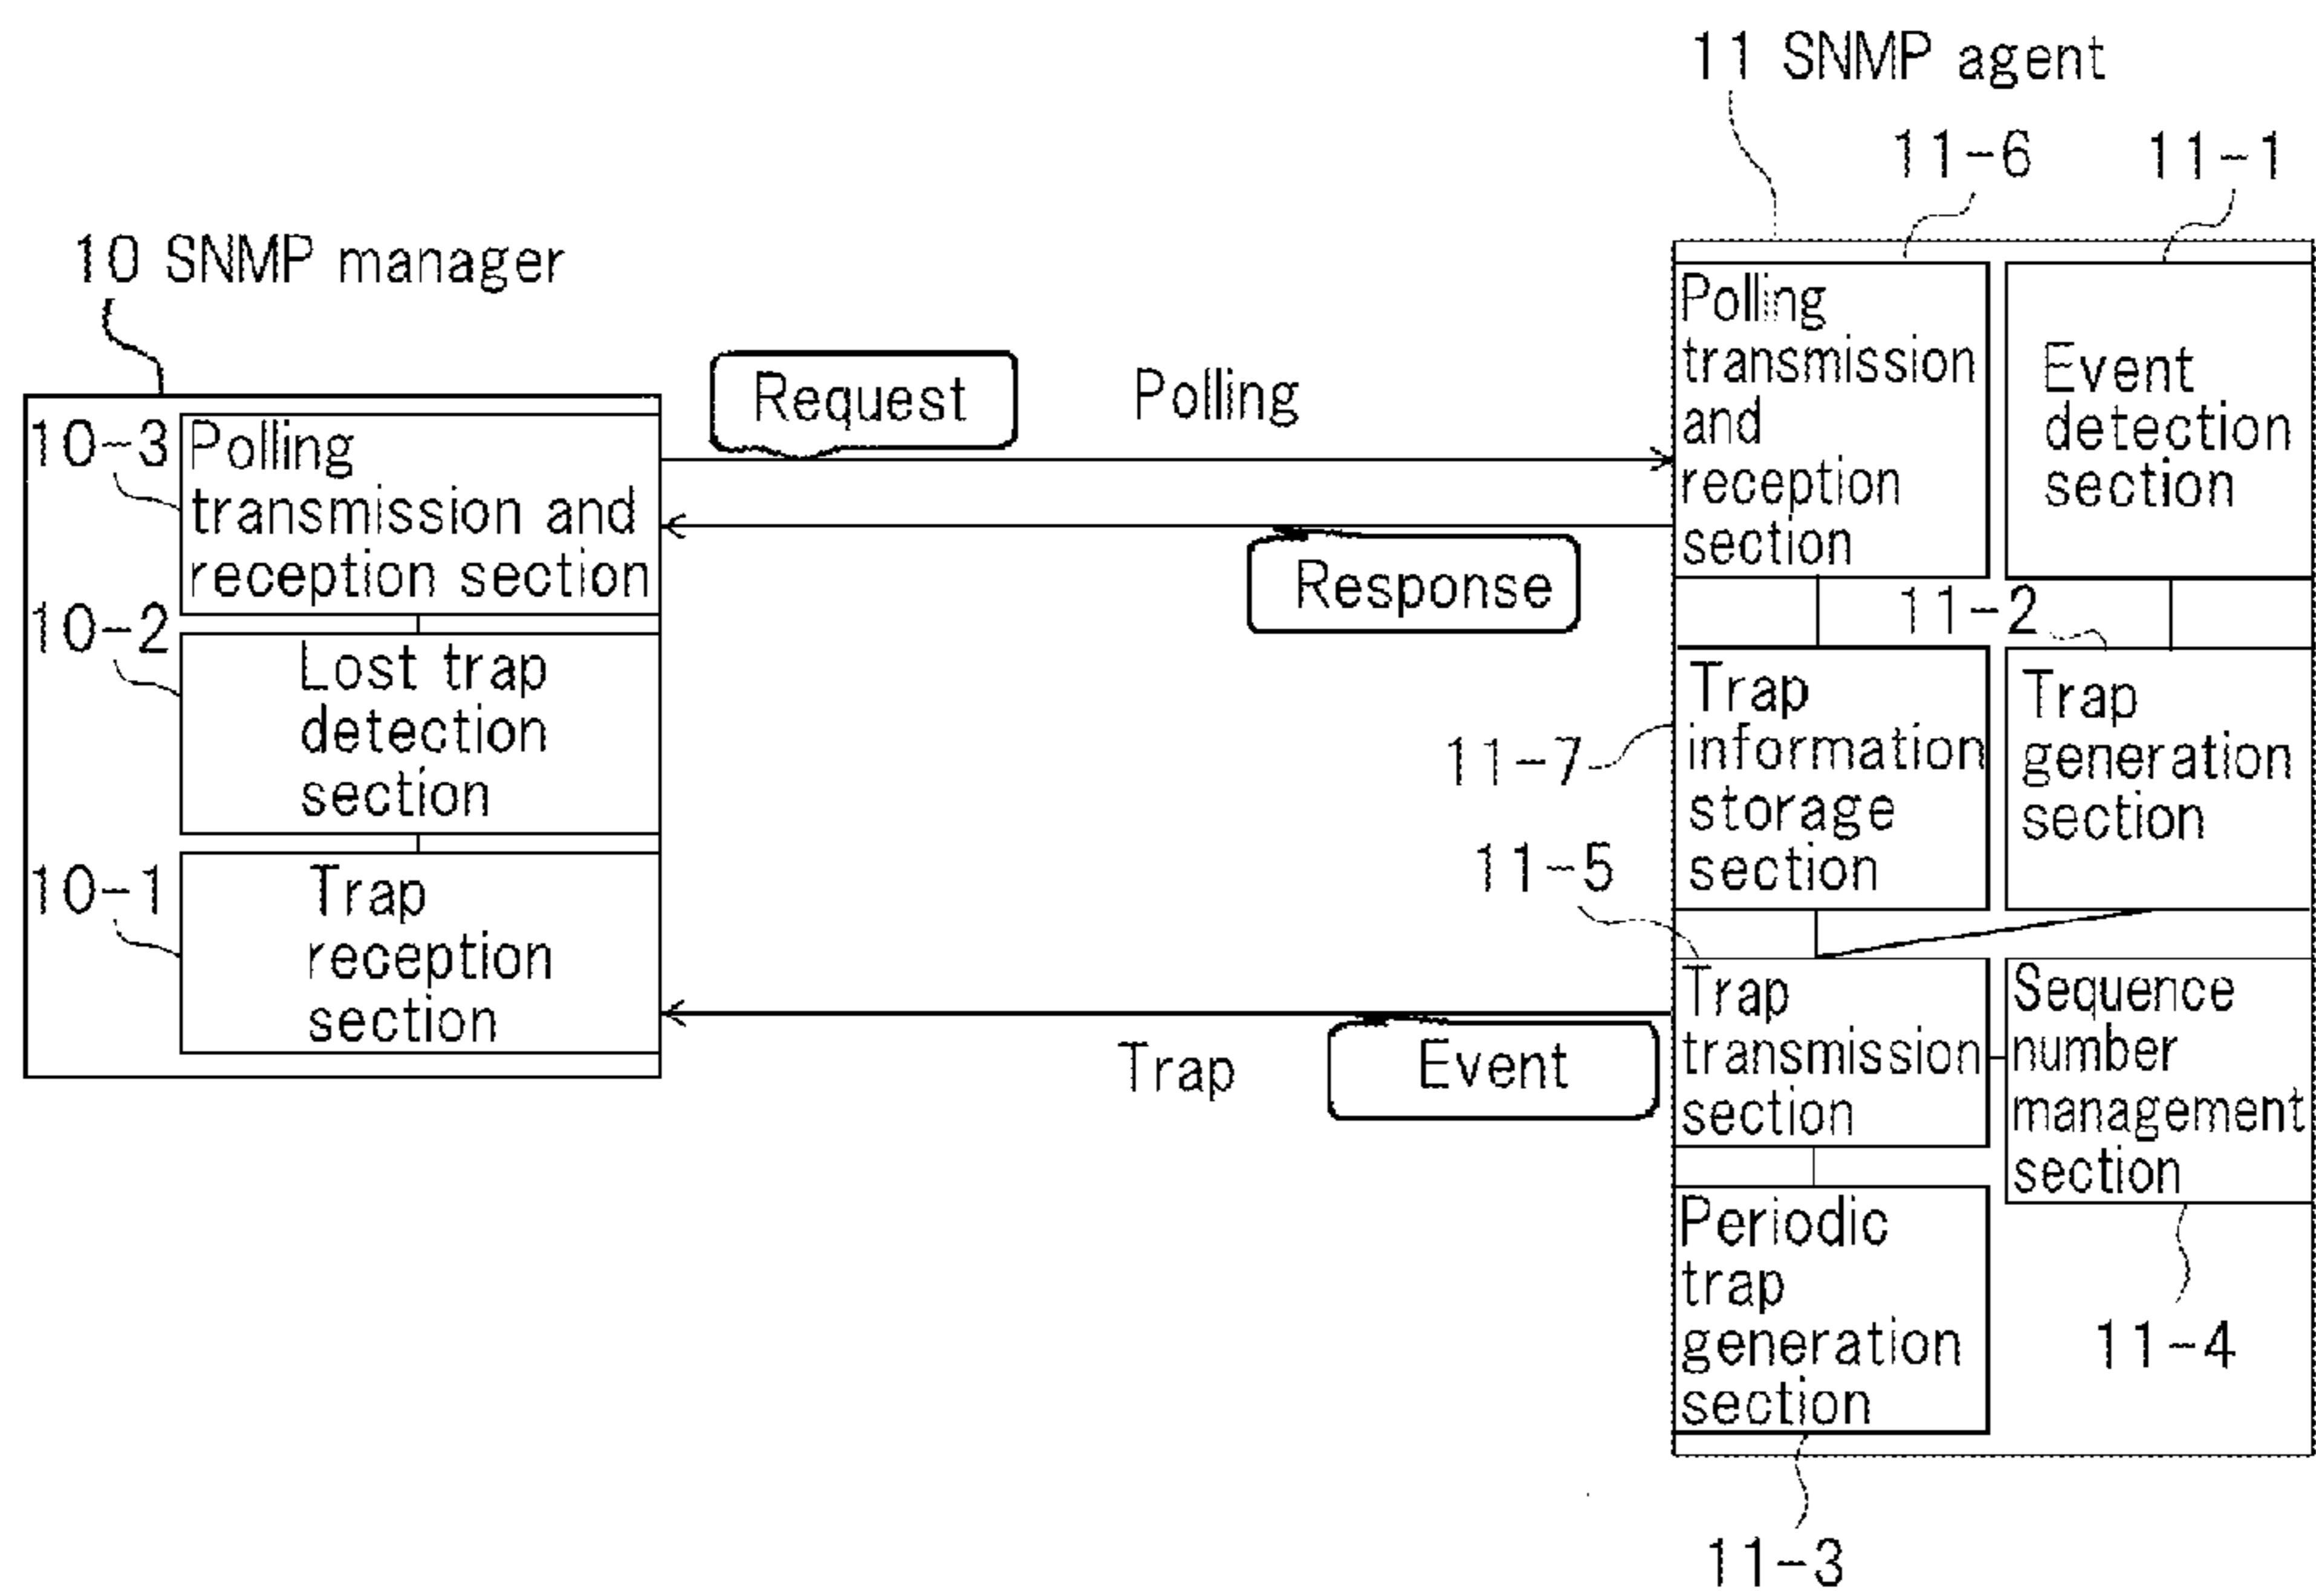 11 SNMP agent
11-6
11-1
10 SNMP manager
10-3
Polling
transmission and
reception section
10-2
Lost trap
detection
section
10-1
Trap
reception
section
Request
Polling
Response
Trap
Event
Polling
transmission
and
reception
section
Event
detection
section
11-2
11-7
Trap
information
storage
section
Trap
generation
section
11-5
Trap
transmission
section
Sequence
number
management
section
Periodic
trap
generation
section
11-4
11-3